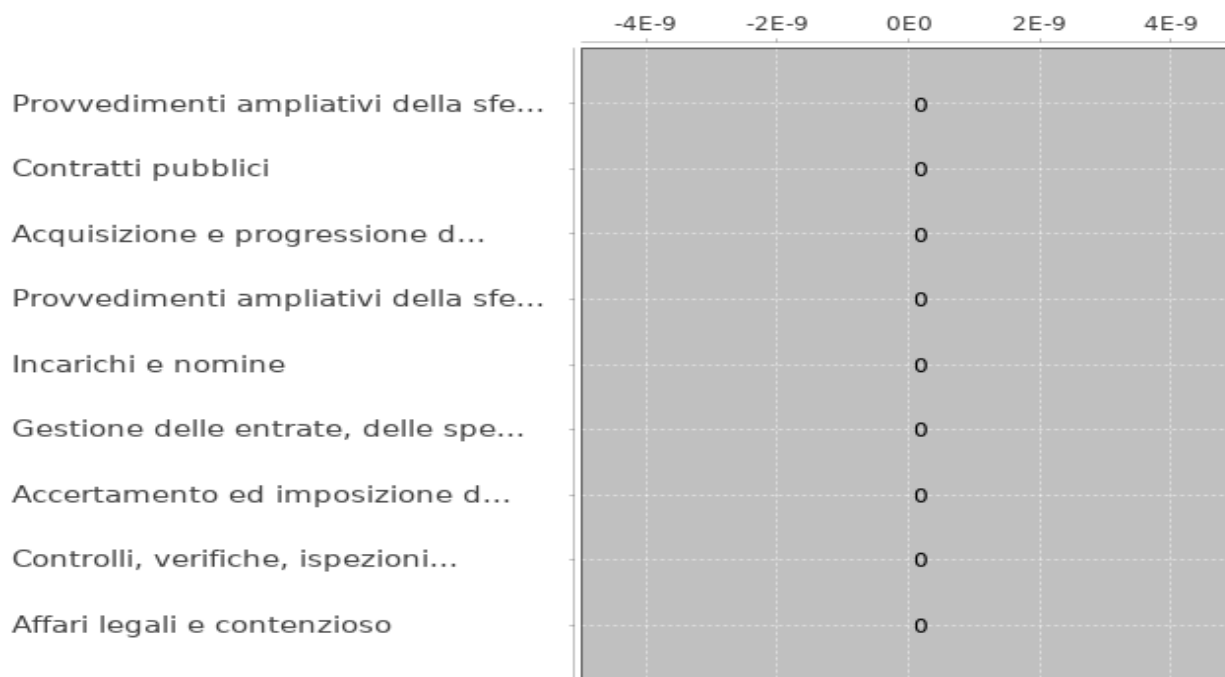 -4E-9 -2E-9 0E0 2E-9 4E-9
Provvedimenti ampliativi della sfe... 0
Contratti pubblici 0
Acquisizione e progressione d... 0
Provvedimenti ampliativi della sfe... 0
Incarichi e nomine 0
Gestione delle entrate, delle spe... 0
Accertamento ed imposizione d... 0
Controlli, verifiche, ispezioni... 0
Affari legali e contenzioso 0